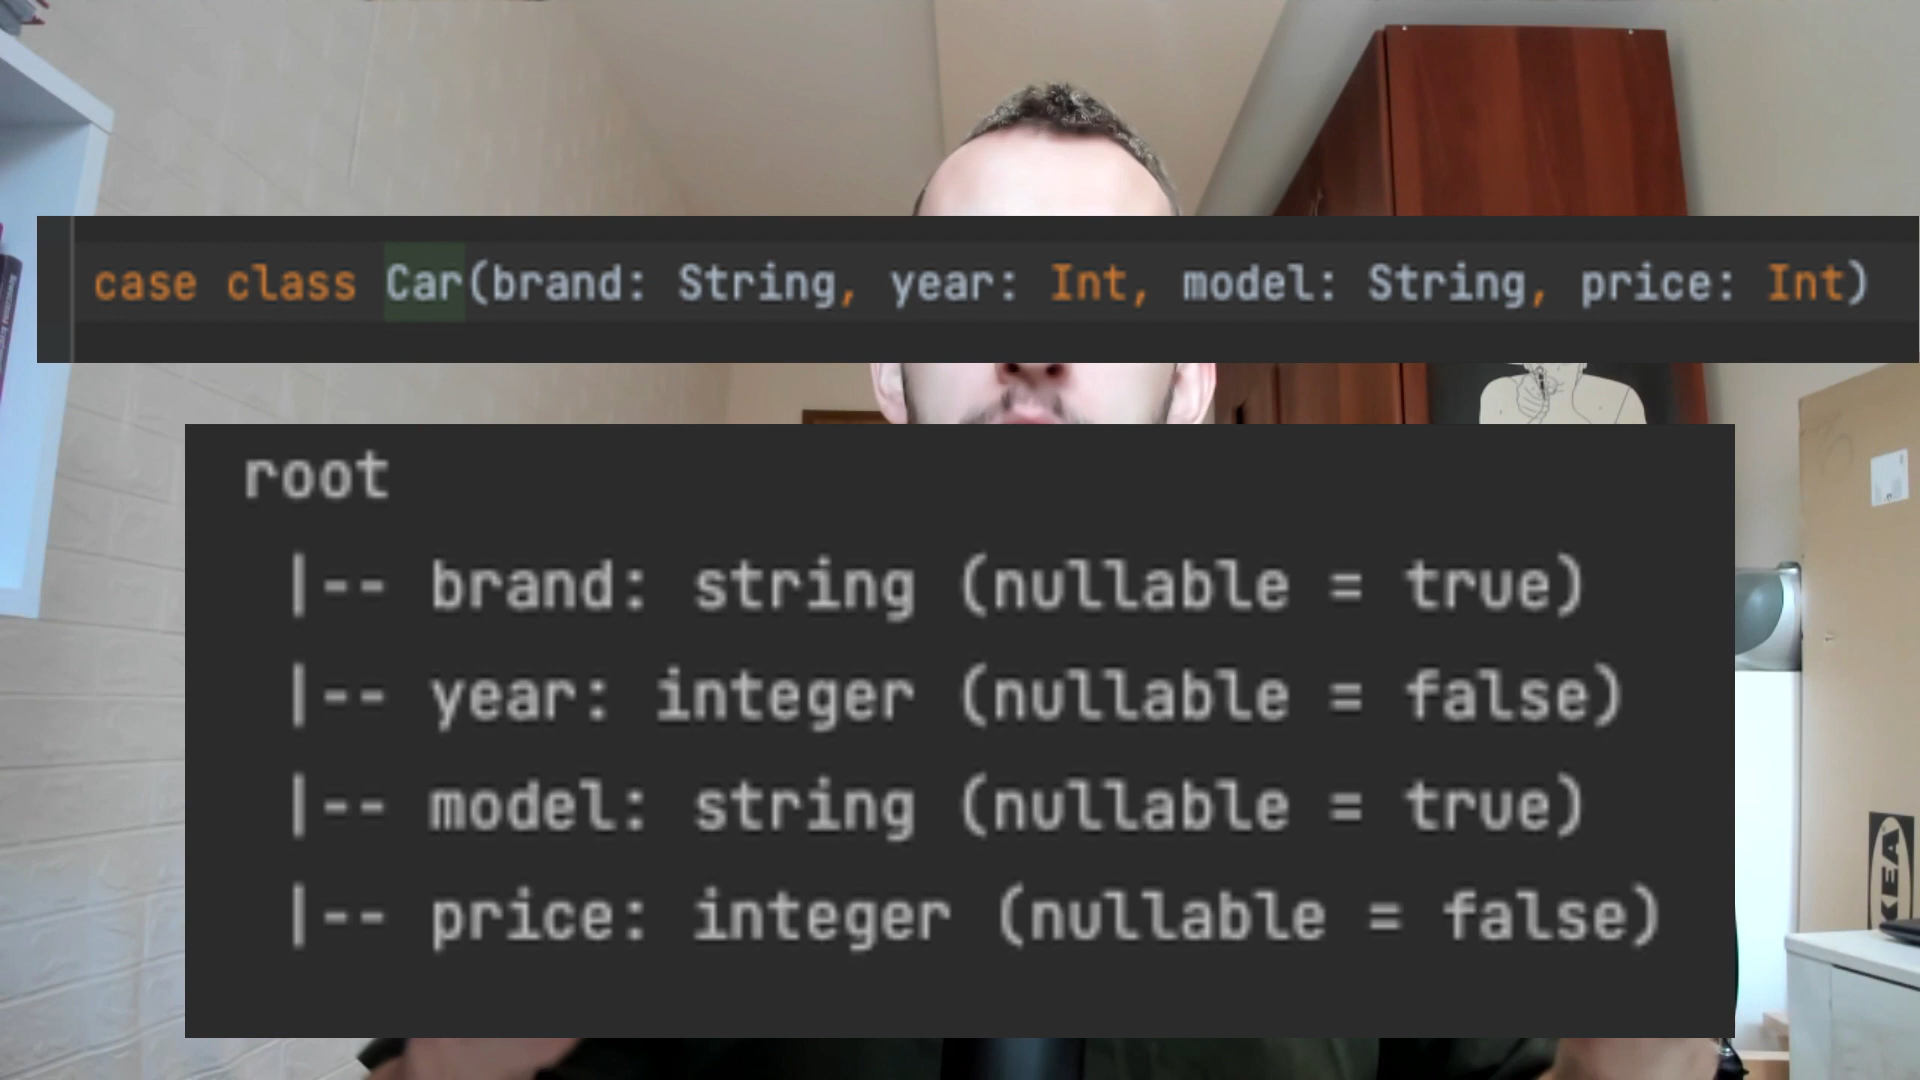 case class Car(brand: String, year: Int, model: String, price: Int)
root
|-- brand: string (nullable = true)
|-- year: integer (nullable = false)
|-- model: string (nullable = true)
|-- price: integer (nullable = false)
IKEA